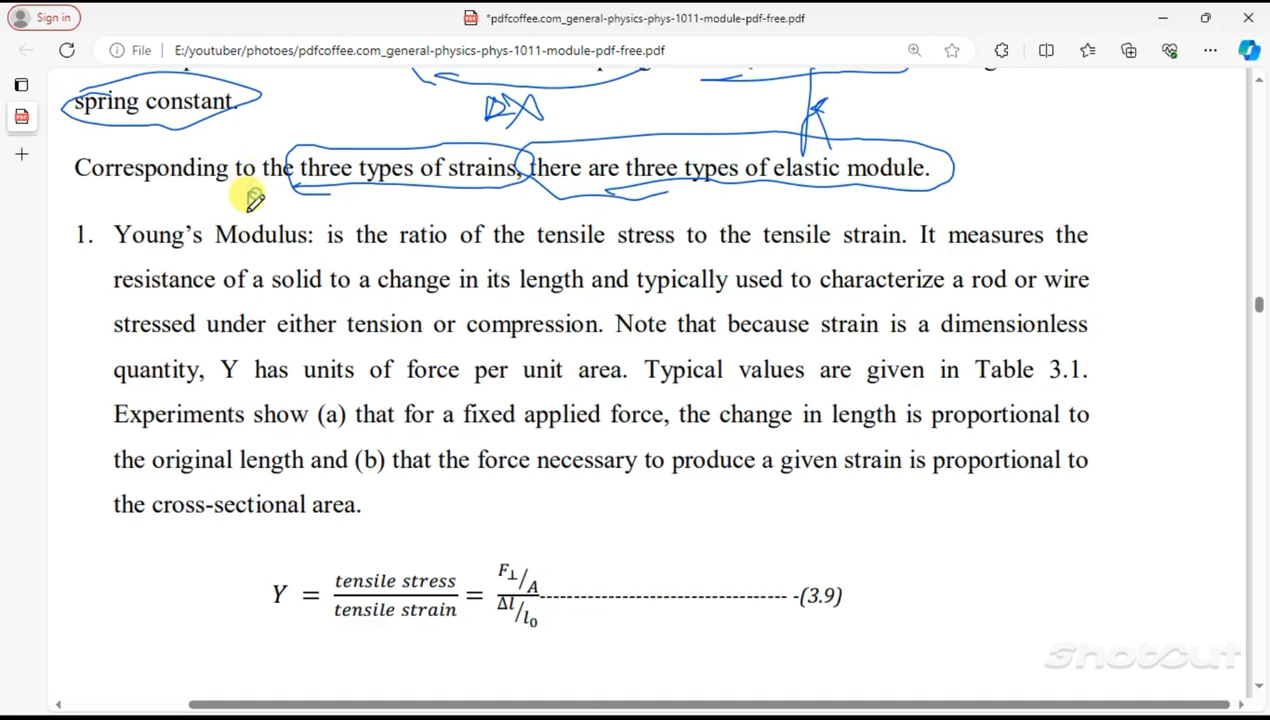 Sign in
*pdfcoffee.com_general-physics-phys-1011-module-pdf-free.pdf
File E:/youtuber/photoes/pdfcoffee.com_general-physics-phys-1011-module-pdf-free.pdf
spring constant.
ΔX
Corresponding to the three types of strains, there are three types of elastic module.
1. Young’s Modulus: is the ratio of the tensile stress to the tensile strain. It measures the
resistance of a solid to a change in its length and typically used to characterize a rod or wire
stressed under either tension or compression. Note that because strain is a dimensionless
quantity, Y has units of force per unit area. Typical values are given in Table 3.1.
Experiments show (a) that for a fixed applied force, the change in length is proportional to
the original length and (b) that the force necessary to produce a given strain is proportional to
the cross-sectional area.
Y = tensile stress / tensile strain = F⊥/A / Δl/l₀ ------------------------------------ -(3.9)
Shotcut